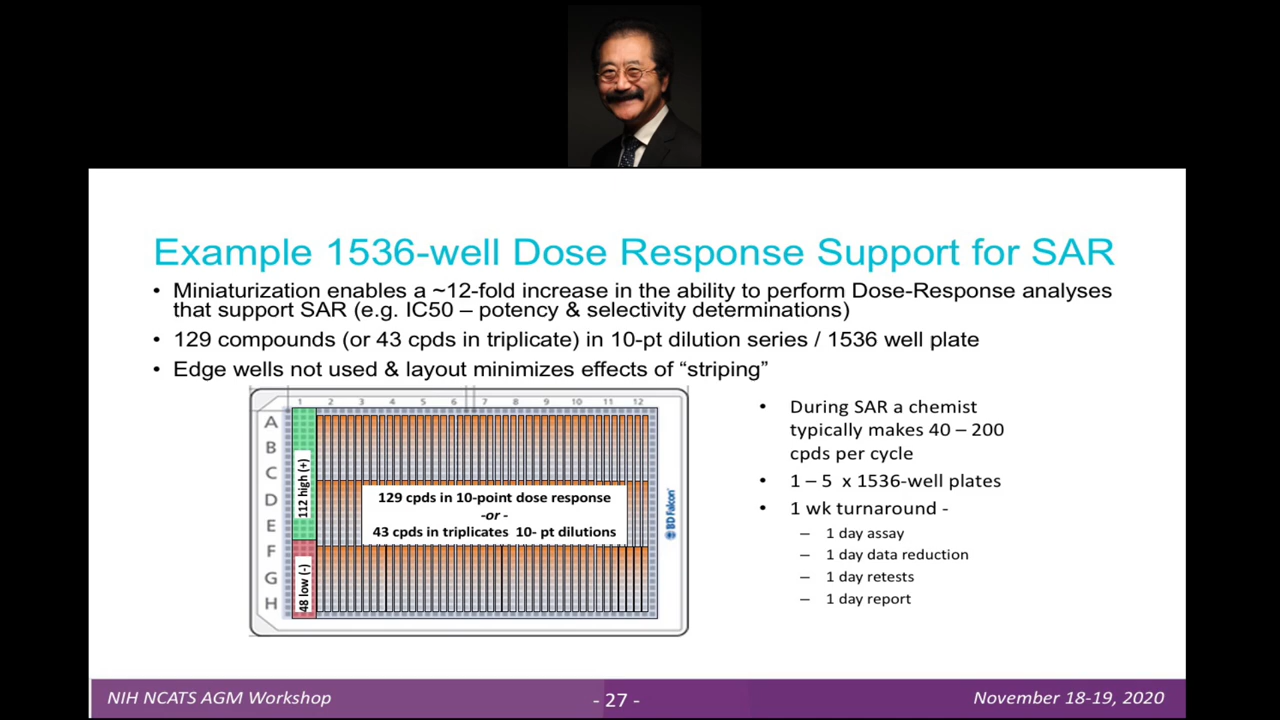 Example 1536-well Dose Response Support for SAR
• Miniaturization enables a ~12-fold increase in the ability to perform Dose-Response analyses
that support SAR (e.g. IC50 – potency & selectivity determinations)
• 129 compounds (or 43 cpds in triplicate) in 10-pt dilution series / 1536 well plate
• Edge wells not used & layout minimizes effects of “striping”
1 2 3 4 5 6 7 8 9 10 11 12
A
B
C
D
E
F
G
H
112 high (+)
48 low (-)
129 cpds in 10-point dose response
-or -
43 cpds in triplicates 10- pt dilutions
BD Falcon
• During SAR a chemist
typically makes 40 – 200
cpds per cycle
• 1 – 5 x 1536-well plates
• 1 wk turnaround -
– 1 day assay
– 1 day data reduction
– 1 day retests
– 1 day report
NIH NCATS AGM Workshop
- 27 -
November 18-19, 2020